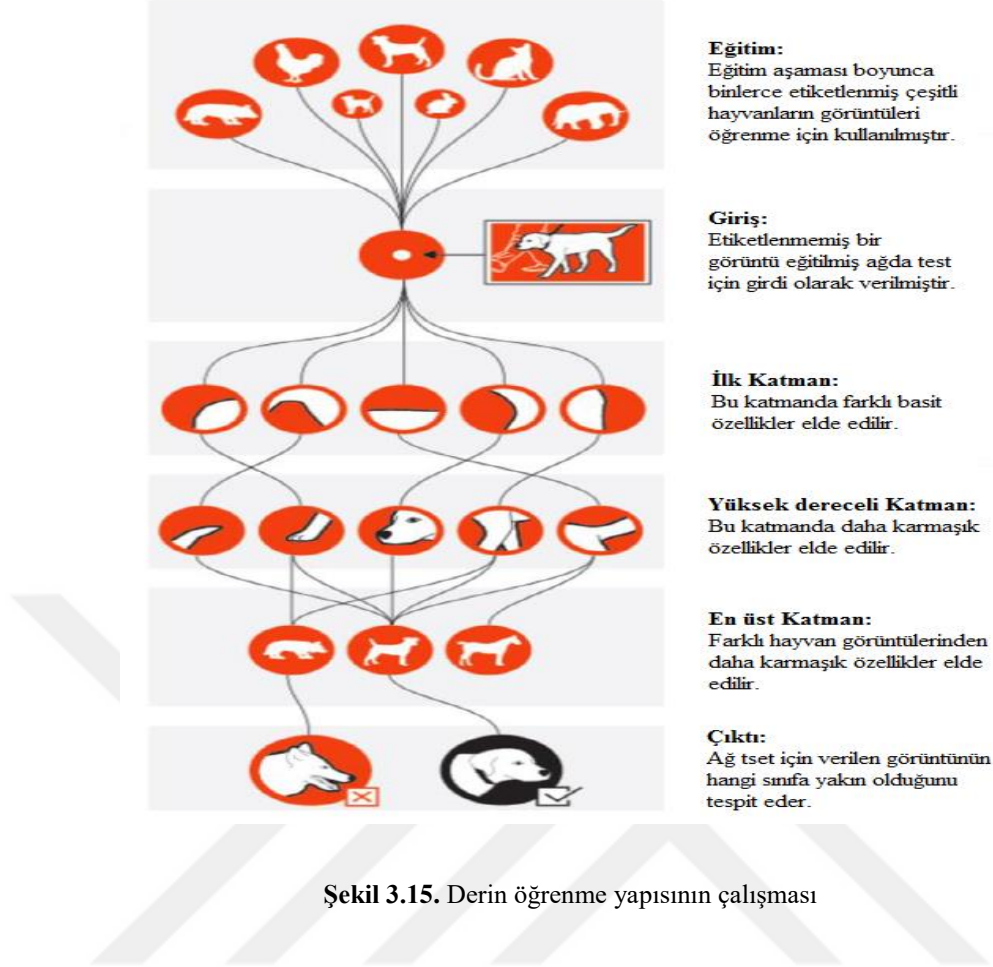 Eğitim:
Eğitim aşaması boyunca
binlerce etiketlenmiş çeşitli
hayvanların görüntüleri
öğrenme için kullanılmıştır.
Giriş:
Etiketlenmemiş bir
görüntü eğitilmiş ağda test
için girdi olarak verilmiştir.
İlk Katman:
Bu katmanda farklı basit
özellikler elde edilir.
Yüksek dereceli Katman:
Bu katmanda daha karmaşık
özellikler elde edilir.
En üst Katman:
Farklı hayvan görüntülerinden
daha karmaşık özellikler elde
edilir.
Çıktı:
Ağ tset için verilen görüntünün
hangi sınıfa yakın olduğunu
tespit eder.
Şekil 3.15. Derin öğrenme yapısının çalışması